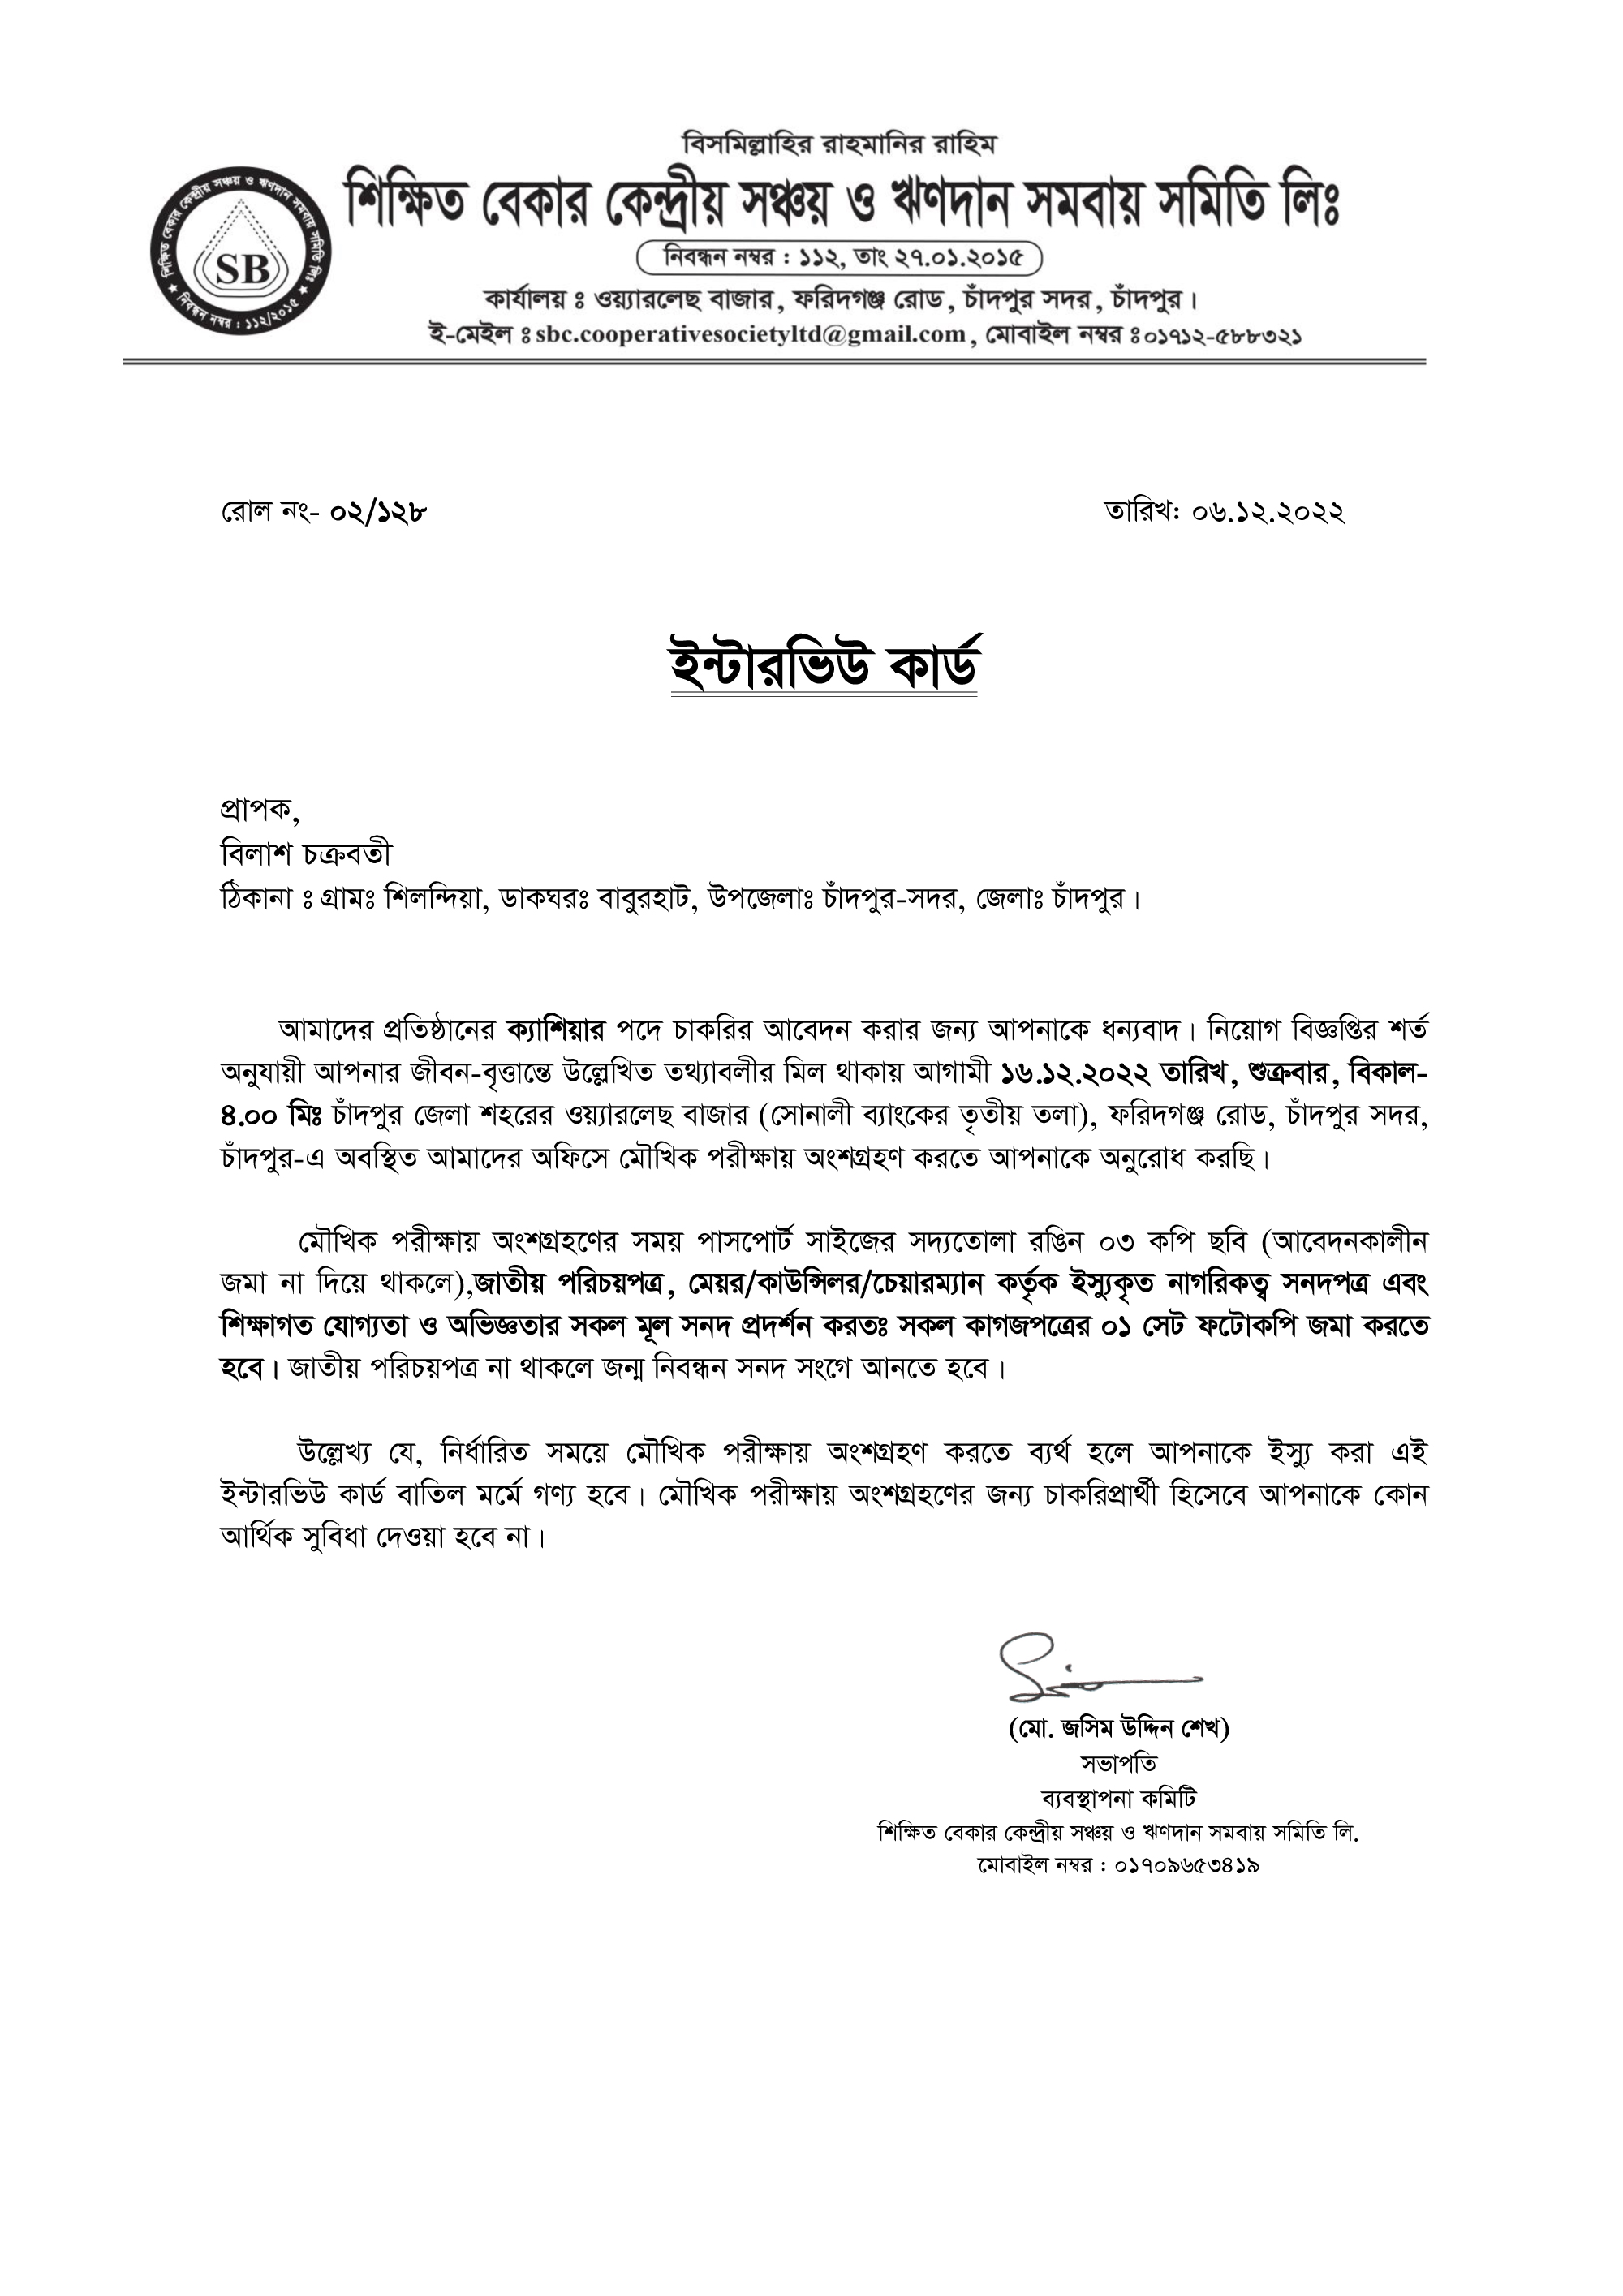 বিসমিল্লাহির রাহমানির রাহিম
শিক্ষিত বেকার কেন্দ্রীয় সঞ্চয় ও ঋণদান সমবায় সমিতি লিঃ
নিবন্ধন নম্বর : ১১২, তাং ২৭.০১.২০১৫
কার্যালয় ঃ ওয়্যারলেছ বাজার, ফরিদগঞ্জ রোড, চাঁদপুর সদর, চাঁদপুর।
ই-মেইল ঃ sbc.cooperativesocietyltd@gmail.com, মোবাইল নম্বর ঃ ০১৭১২-৫৮৮৩২১
শিক্ষিত বেকার কেন্দ্রীয় সঞ্চয় ও ঋণদান সমবায় সমিতি লিঃ
SB
★ নিবন্ধন নম্বর : ১১২/২০১৫ ★
রোল নং- ০২/১২৮ তারিখ: ০৬.১২.২০২২
ইন্টারভিউ কার্ড
প্রাপক,
বিলাশ চক্রবতী
ঠিকানা ঃ গ্রামঃ শিলন্দিয়া, ডাকঘরঃ বাবুরহাট, উপজেলাঃ চাঁদপুর-সদর, জেলাঃ চাঁদপুর।
আমাদের প্রতিষ্ঠানের ক্যাশিয়ার পদে চাকরির আবেদন করার জন্য আপনাকে ধন্যবাদ। নিয়োগ বিজ্ঞপ্তির শর্ত
অনুযায়ী আপনার জীবন-বৃত্তান্তে উল্লেখিত তথ্যাবলীর মিল থাকায় আগামী ১৬.১২.২০২২ তারিখ, শুক্রবার, বিকাল-
৪.০০ মিঃ চাঁদপুর জেলা শহরের ওয়্যারলেছ বাজার (সোনালী ব্যাংকের তৃতীয় তলা), ফরিদগঞ্জ রোড, চাঁদপুর সদর,
চাঁদপুর-এ অবস্থিত আমাদের অফিসে মৌখিক পরীক্ষায় অংশগ্রহণ করতে আপনাকে অনুরোধ করছি।
মৌখিক পরীক্ষায় অংশগ্রহণের সময় পাসপোর্ট সাইজের সদ্যতোলা রঙিন ০৩ কপি ছবি (আবেদনকালীন
জমা না দিয়ে থাকলে),জাতীয় পরিচয়পত্র, মেয়র/কাউন্সিলর/চেয়ারম্যান কর্তৃক ইস্যুকৃত নাগরিকত্ব সনদপত্র এবং
শিক্ষাগত যোগ্যতা ও অভিজ্ঞতার সকল মূল সনদ প্রদর্শন করতঃ সকল কাগজপত্রের ০১ সেট ফটোকপি জমা করতে
হবে। জাতীয় পরিচয়পত্র না থাকলে জন্ম নিবন্ধন সনদ সংগে আনতে হবে।
উল্লেখ্য যে, নির্ধারিত সময়ে মৌখিক পরীক্ষায় অংশগ্রহণ করতে ব্যর্থ হলে আপনাকে ইস্যু করা এই
ইন্টারভিউ কার্ড বাতিল মর্মে গণ্য হবে। মৌখিক পরীক্ষায় অংশগ্রহণের জন্য চাকরিপ্রার্থী হিসেবে আপনাকে কোন
আর্থিক সুবিধা দেওয়া হবে না।
(মো. জসিম উদ্দিন শেখ)
সভাপতি
ব্যবস্থাপনা কমিটি
শিক্ষিত বেকার কেন্দ্রীয় সঞ্চয় ও ঋণদান সমবায় সমিতি লি.
মোবাইল নম্বর : ০১৭০৯৬৫৩৪১৯